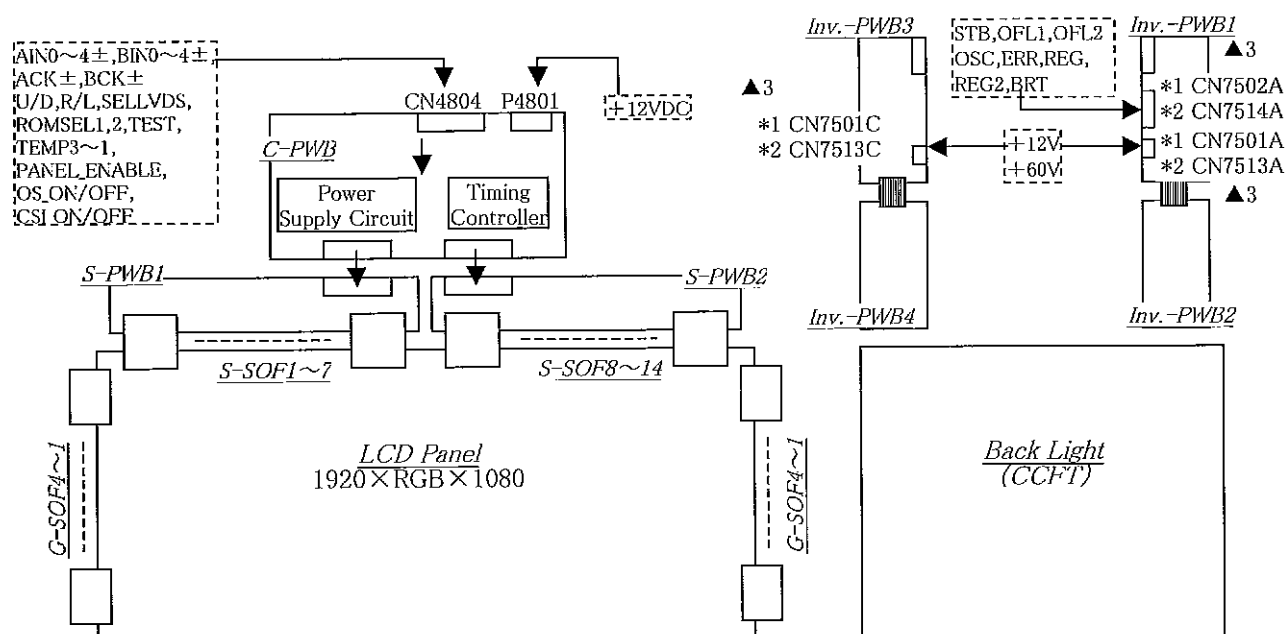 AIN0～4±,BIN0～4±,
ACK±,BCK±
U/D,R/L,SELLVDS,
ROMSEL1,2,TEST,
TEMP3～1,
PANEL_ENABLE,
OS_ON/OFF,
CSI_ON/OFF
CN4804
P4801
+12VDC
C-PWB
Power
Supply Circuit
Timing
Controller
S-PWB1
S-PWB2
S-SOF1～7
S-SOF8～14
G-SOF4～1
LCD Panel
1920×RGB×1080
G-SOF4～1
Inv.-PWB3
▲3
*1 CN7501C
*2 CN7513C
Inv.-PWB4
STB,OFL1,OFL2
OSC,ERR,REG,
REG2,BRT
+12V
+60V
Inv.-PWB1
▲3
*1 CN7502A
*2 CN7514A
*1 CN7501A
*2 CN7513A
▲3
Inv.-PWB2
Back Light
(CCFT)